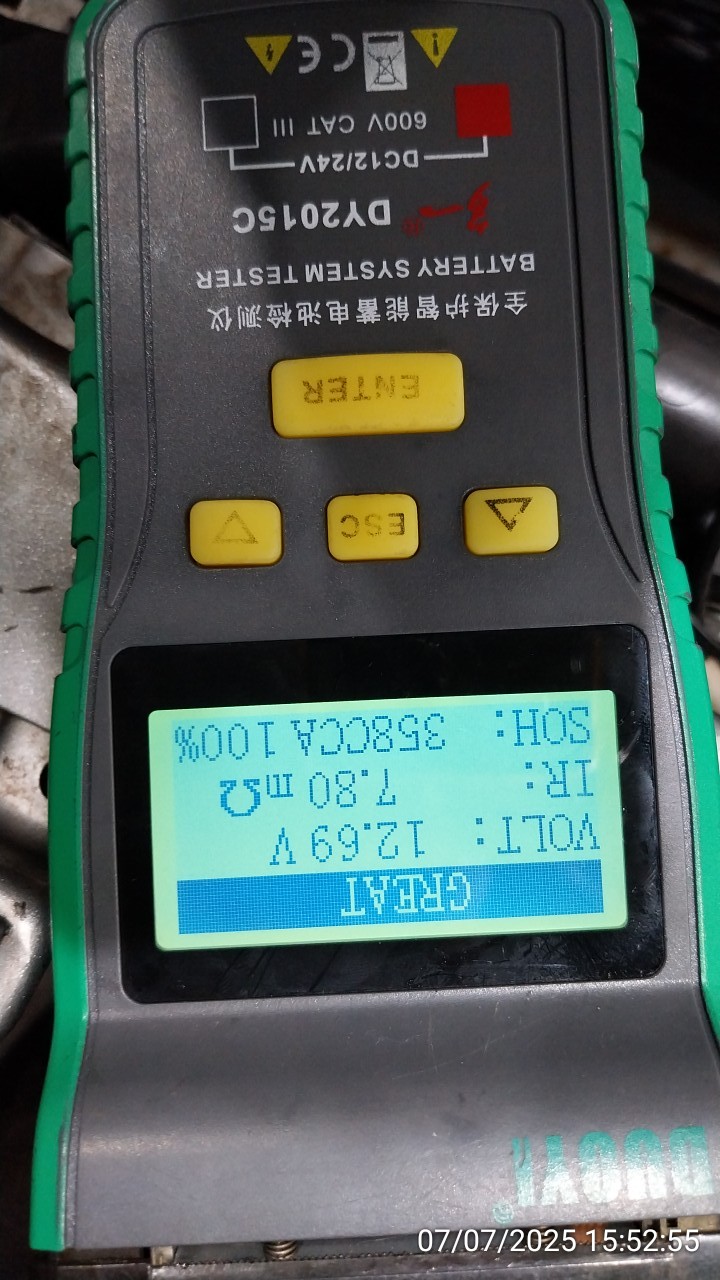 DUOYI
GREAT
VOLT: 12.69 V
IR: 7.80 mΩ
SOH: 358CCA 100%
ESC
ENTER
全保护智能蓄电池检测仪
BATTERY SYSTEM TESTER
DY2015C
DC12/24V
600V CAT III
CE
07/07/2025 15:52:55